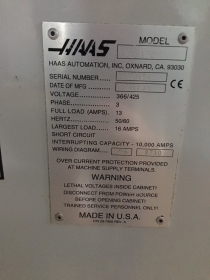 HAAS MODEL
HAAS AUTOMATION, INC, OXNARD, CA. 93030
SERIAL NUMBER
DATE OF MFG CE
VOLTAGE 366/425
PHASE 3
FULL LOAD (AMPS) 13
HERTZ 50/60
LARGEST LOAD 16 AMPS
SHORT CIRCUIT
INTERRUPTING CAPACITY - 10,000 AMPS
WIRING DIAGRAM
OVER CURRENT PROTECTION PROVIDED
AT MACHINE SUPPLY TERMINALS.
WARNING
LETHAL VOLTAGES INSIDE CABINET!
DISCONNECT FROM POWER SOURCE
BEFORE OPENING CABINET!
TRAINED SERVICE PERSONNEL ONLY!
MADE IN U.S.A.